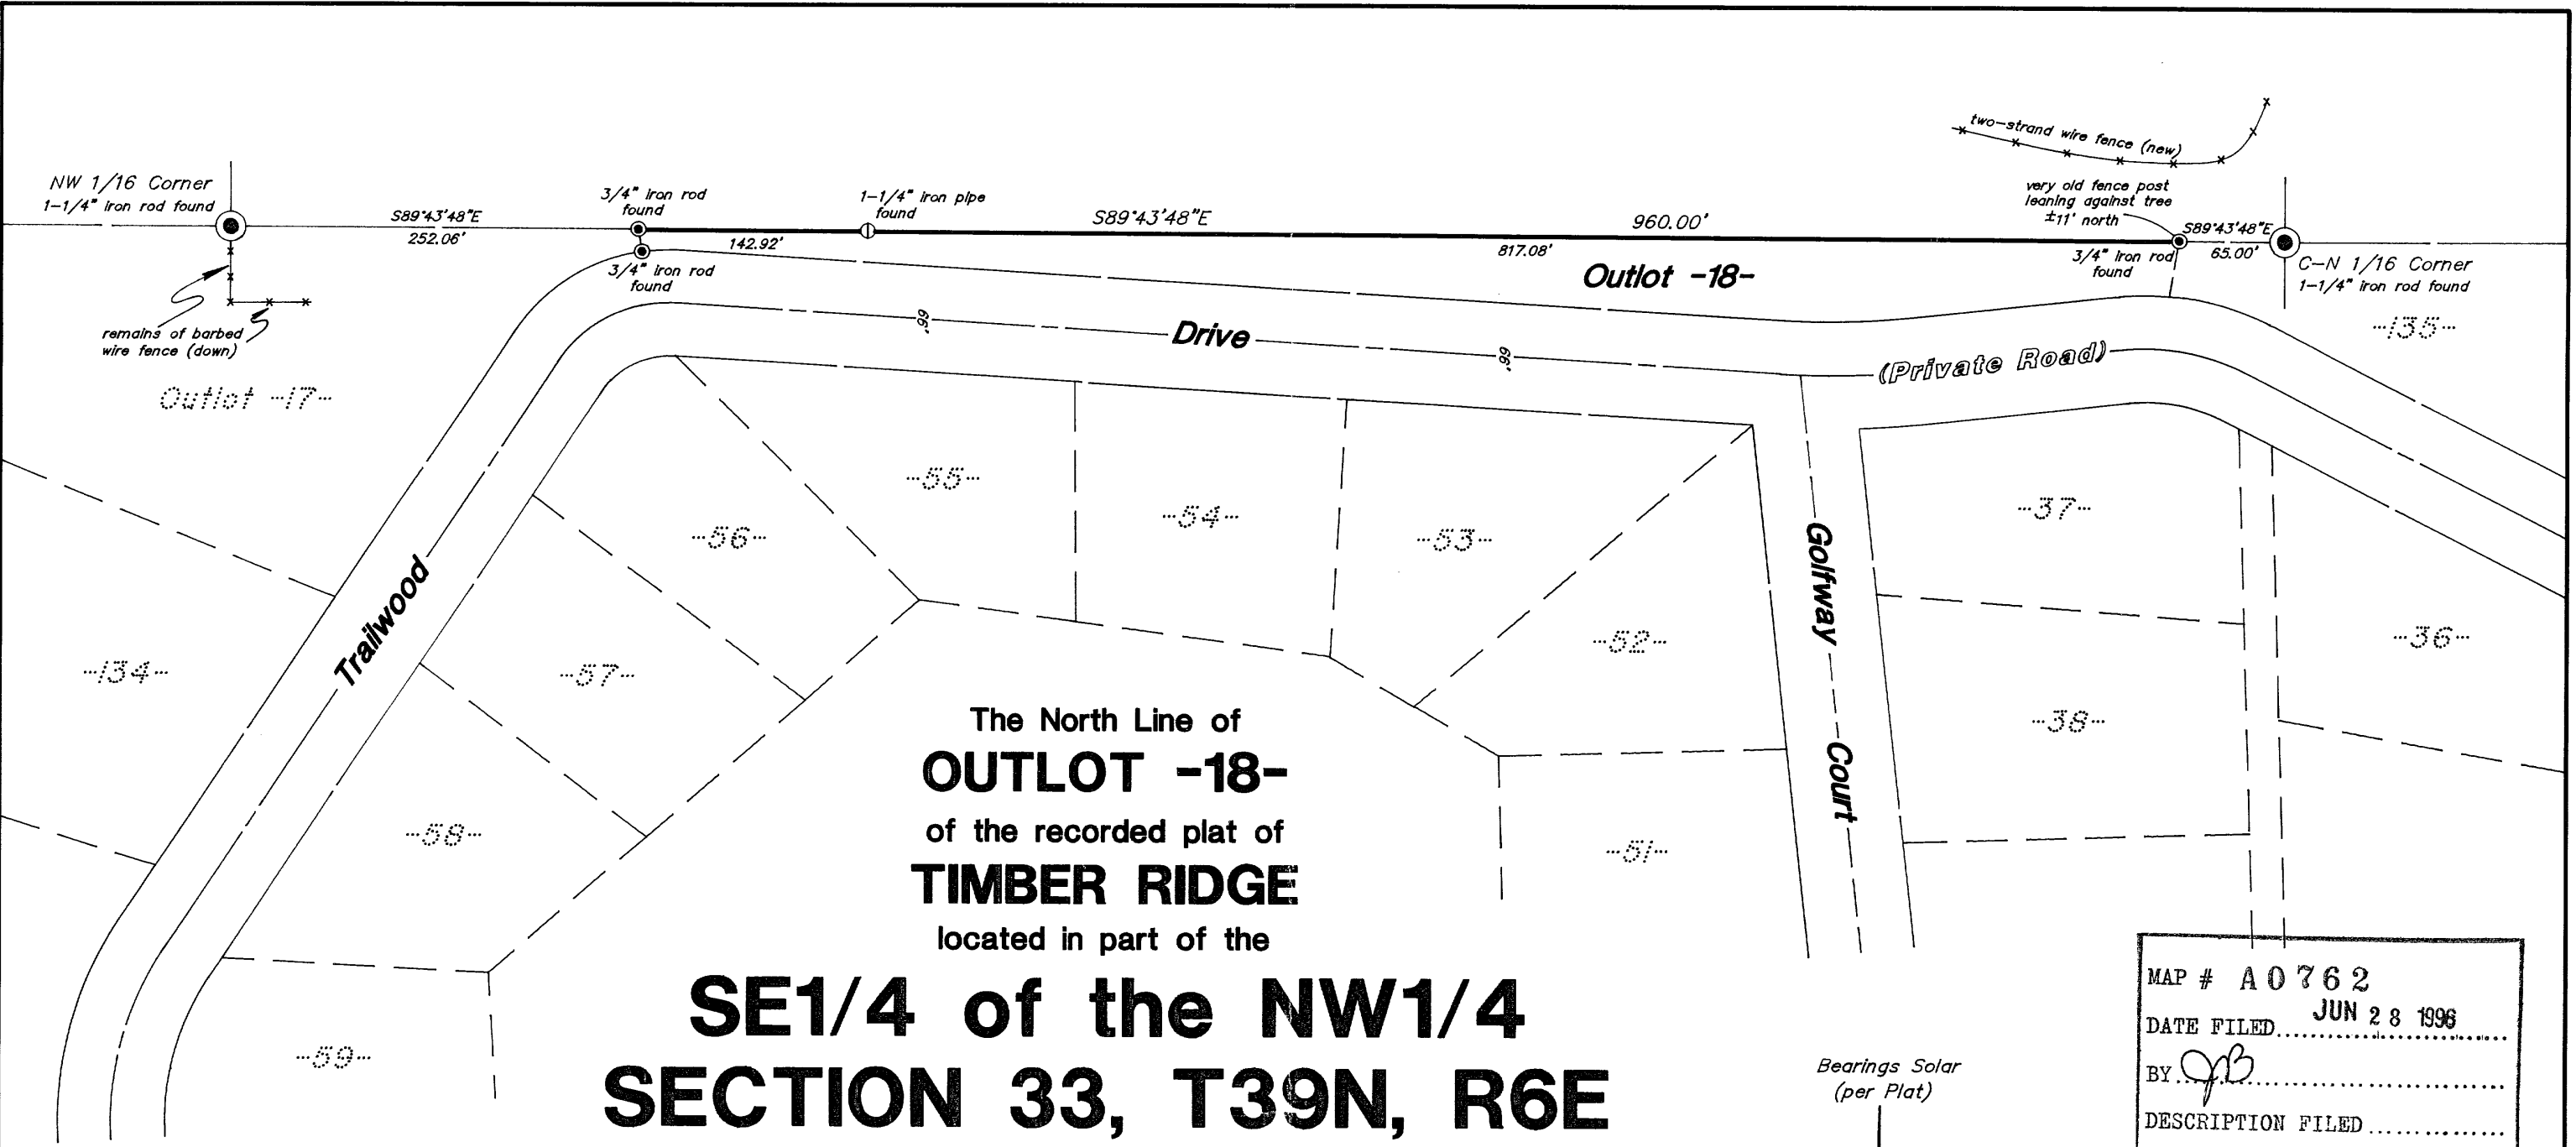 two-strand wire fence (new)
NW 1/16 Corner
1-1/4" iron rod found
S89°43'48"E
252.06'
3/4" iron rod
found
1-1/4" iron pipe
found
S89°43'48"E
960.00'
very old fence post
leaning against tree
±11' north
S89°43'48"E
65.00'
142.92'
817.08'
3/4" iron rod
found
3/4" iron rod
found
C-N 1/16 Corner
1-1/4" iron rod found
Outlot -18-
remains of barbed
wire fence (down)
66'
Drive
66'
(Private Road)
-135-
Outlot -17-
-55-
-54-
-53-
-56-
-37-
Trailwood
Golfway Court
-134-
-57-
-52-
-36-
-38-
-58-
-51-
-59-
The North Line of
OUTLOT -18-
of the recorded plat of
TIMBER RIDGE
located in part of the
SE1/4 of the NW1/4
SECTION 33, T39N, R6E
Bearings Solar
(per Plat)
MAP # A0762
DATE FILED JUN 28 1996
BY JB
DESCRIPTION FILED